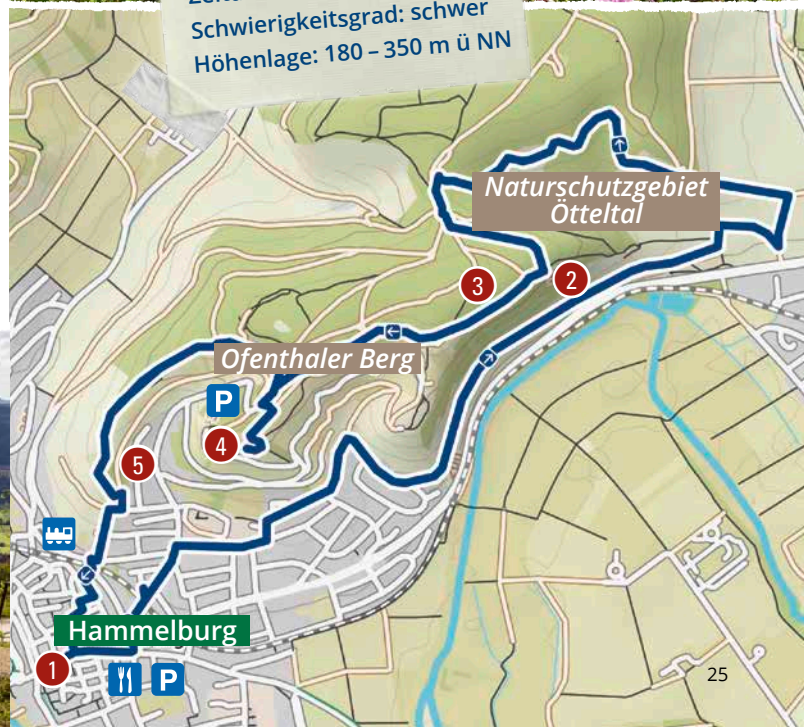 Schwierigkeitsgrad: schwer
Höhenlage: 180 – 350 m ü NN
Naturschutzgebiet
Ötteltal
2
3
Ofenthaler Berg
P
4
5
Hammelburg
1
P
25